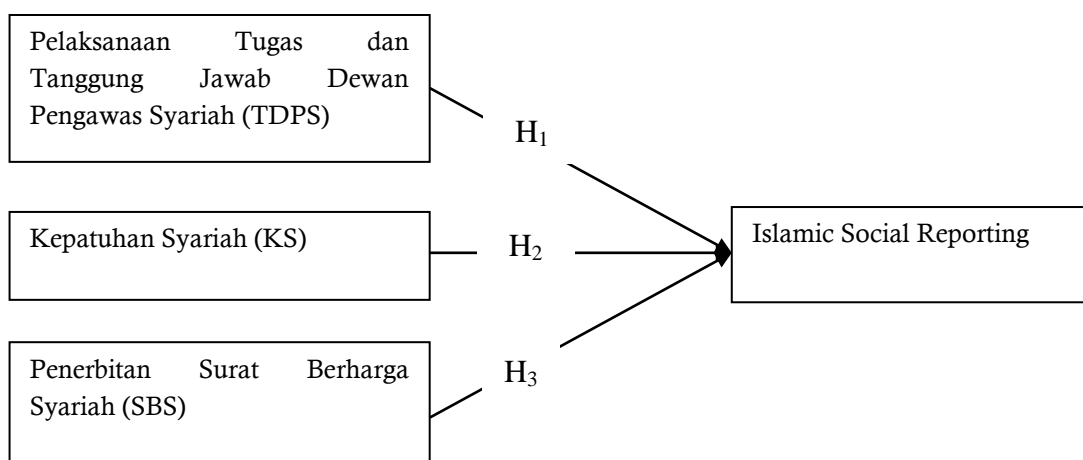 Pelaksanaan Tugas dan
Tanggung Jawab Dewan
Pengawas Syariah (TDPS)
H₁
Kepatuhan Syariah (KS)
H₂
Islamic Social Reporting
Penerbitan Surat Berharga
Syariah (SBS)
H₃